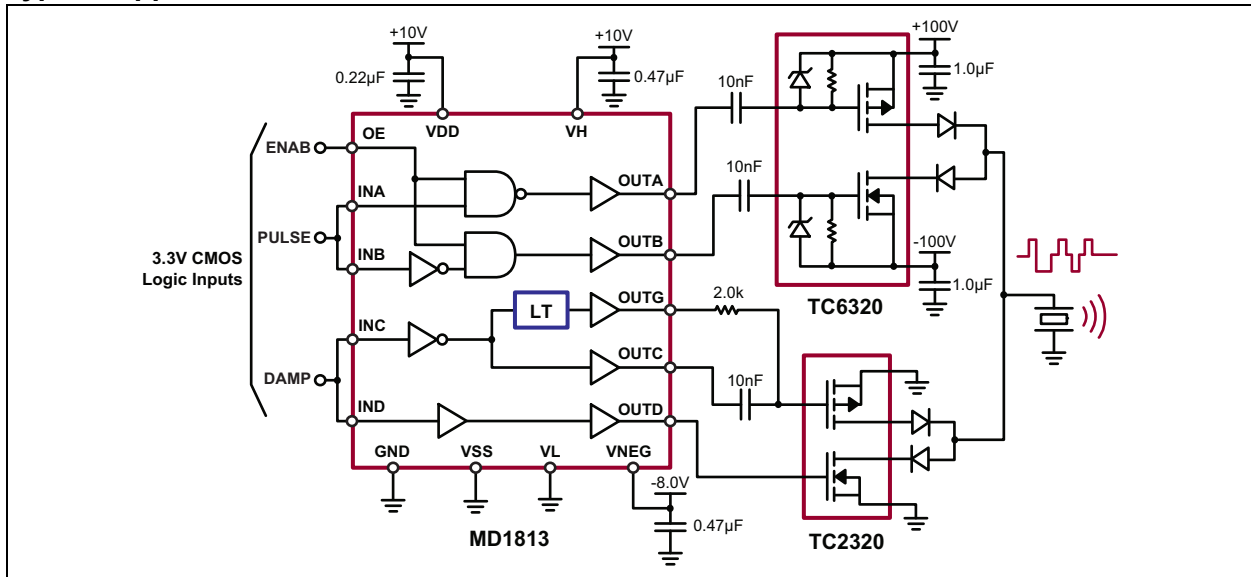 +10V
+10V
+100V
0.22µF
0.47µF
1.0µF
10nF
ENAB
OE
VDD
VH
INA
OUTA
10nF
PULSE
3.3V CMOS
Logic Inputs
INB
OUTB
-100V
1.0µF
TC6320
LT
OUTG
2.0k
INC
OUTC
10nF
DAMP
IND
OUTD
GND
VSS
VL
VNEG
-8.0V
0.47µF
MD1813
TC2320